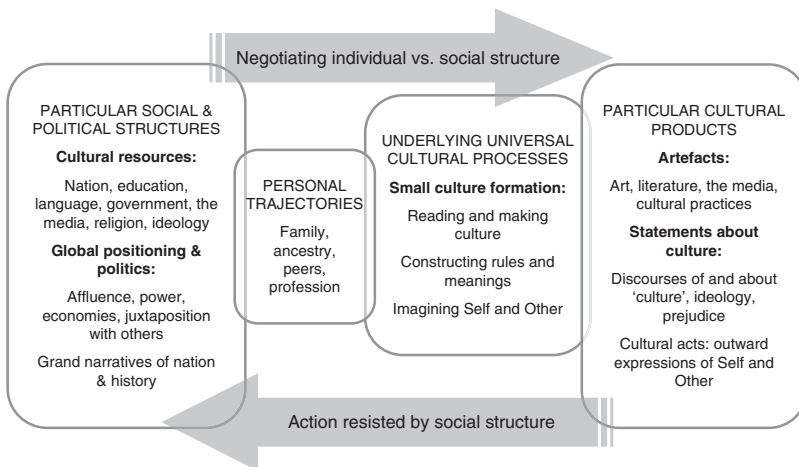 Negotiating individual vs. social structure
PARTICULAR SOCIAL &
POLITICAL STRUCTURES
Cultural resources:
Nation, education,
language, government, the
media, religion, ideology
Global positioning &
politics:
Affluence, power,
economies, juxtaposition
with others
Grand narratives of nation
& history
PERSONAL
TRAJECTORIES
Family,
ancestry,
peers,
profession
UNDERLYING UNIVERSAL
CULTURAL PROCESSES
Small culture formation:
Reading and making
culture
Constructing rules and
meanings
Imagining Self and Other
PARTICULAR CULTURAL
PRODUCTS
Artefacts:
Art, literature, the media,
cultural practices
Statements about
culture:
Discourses of and about
‘culture’, ideology,
prejudice
Cultural acts: outward
expressions of Self and
Other
Action resisted by social structure